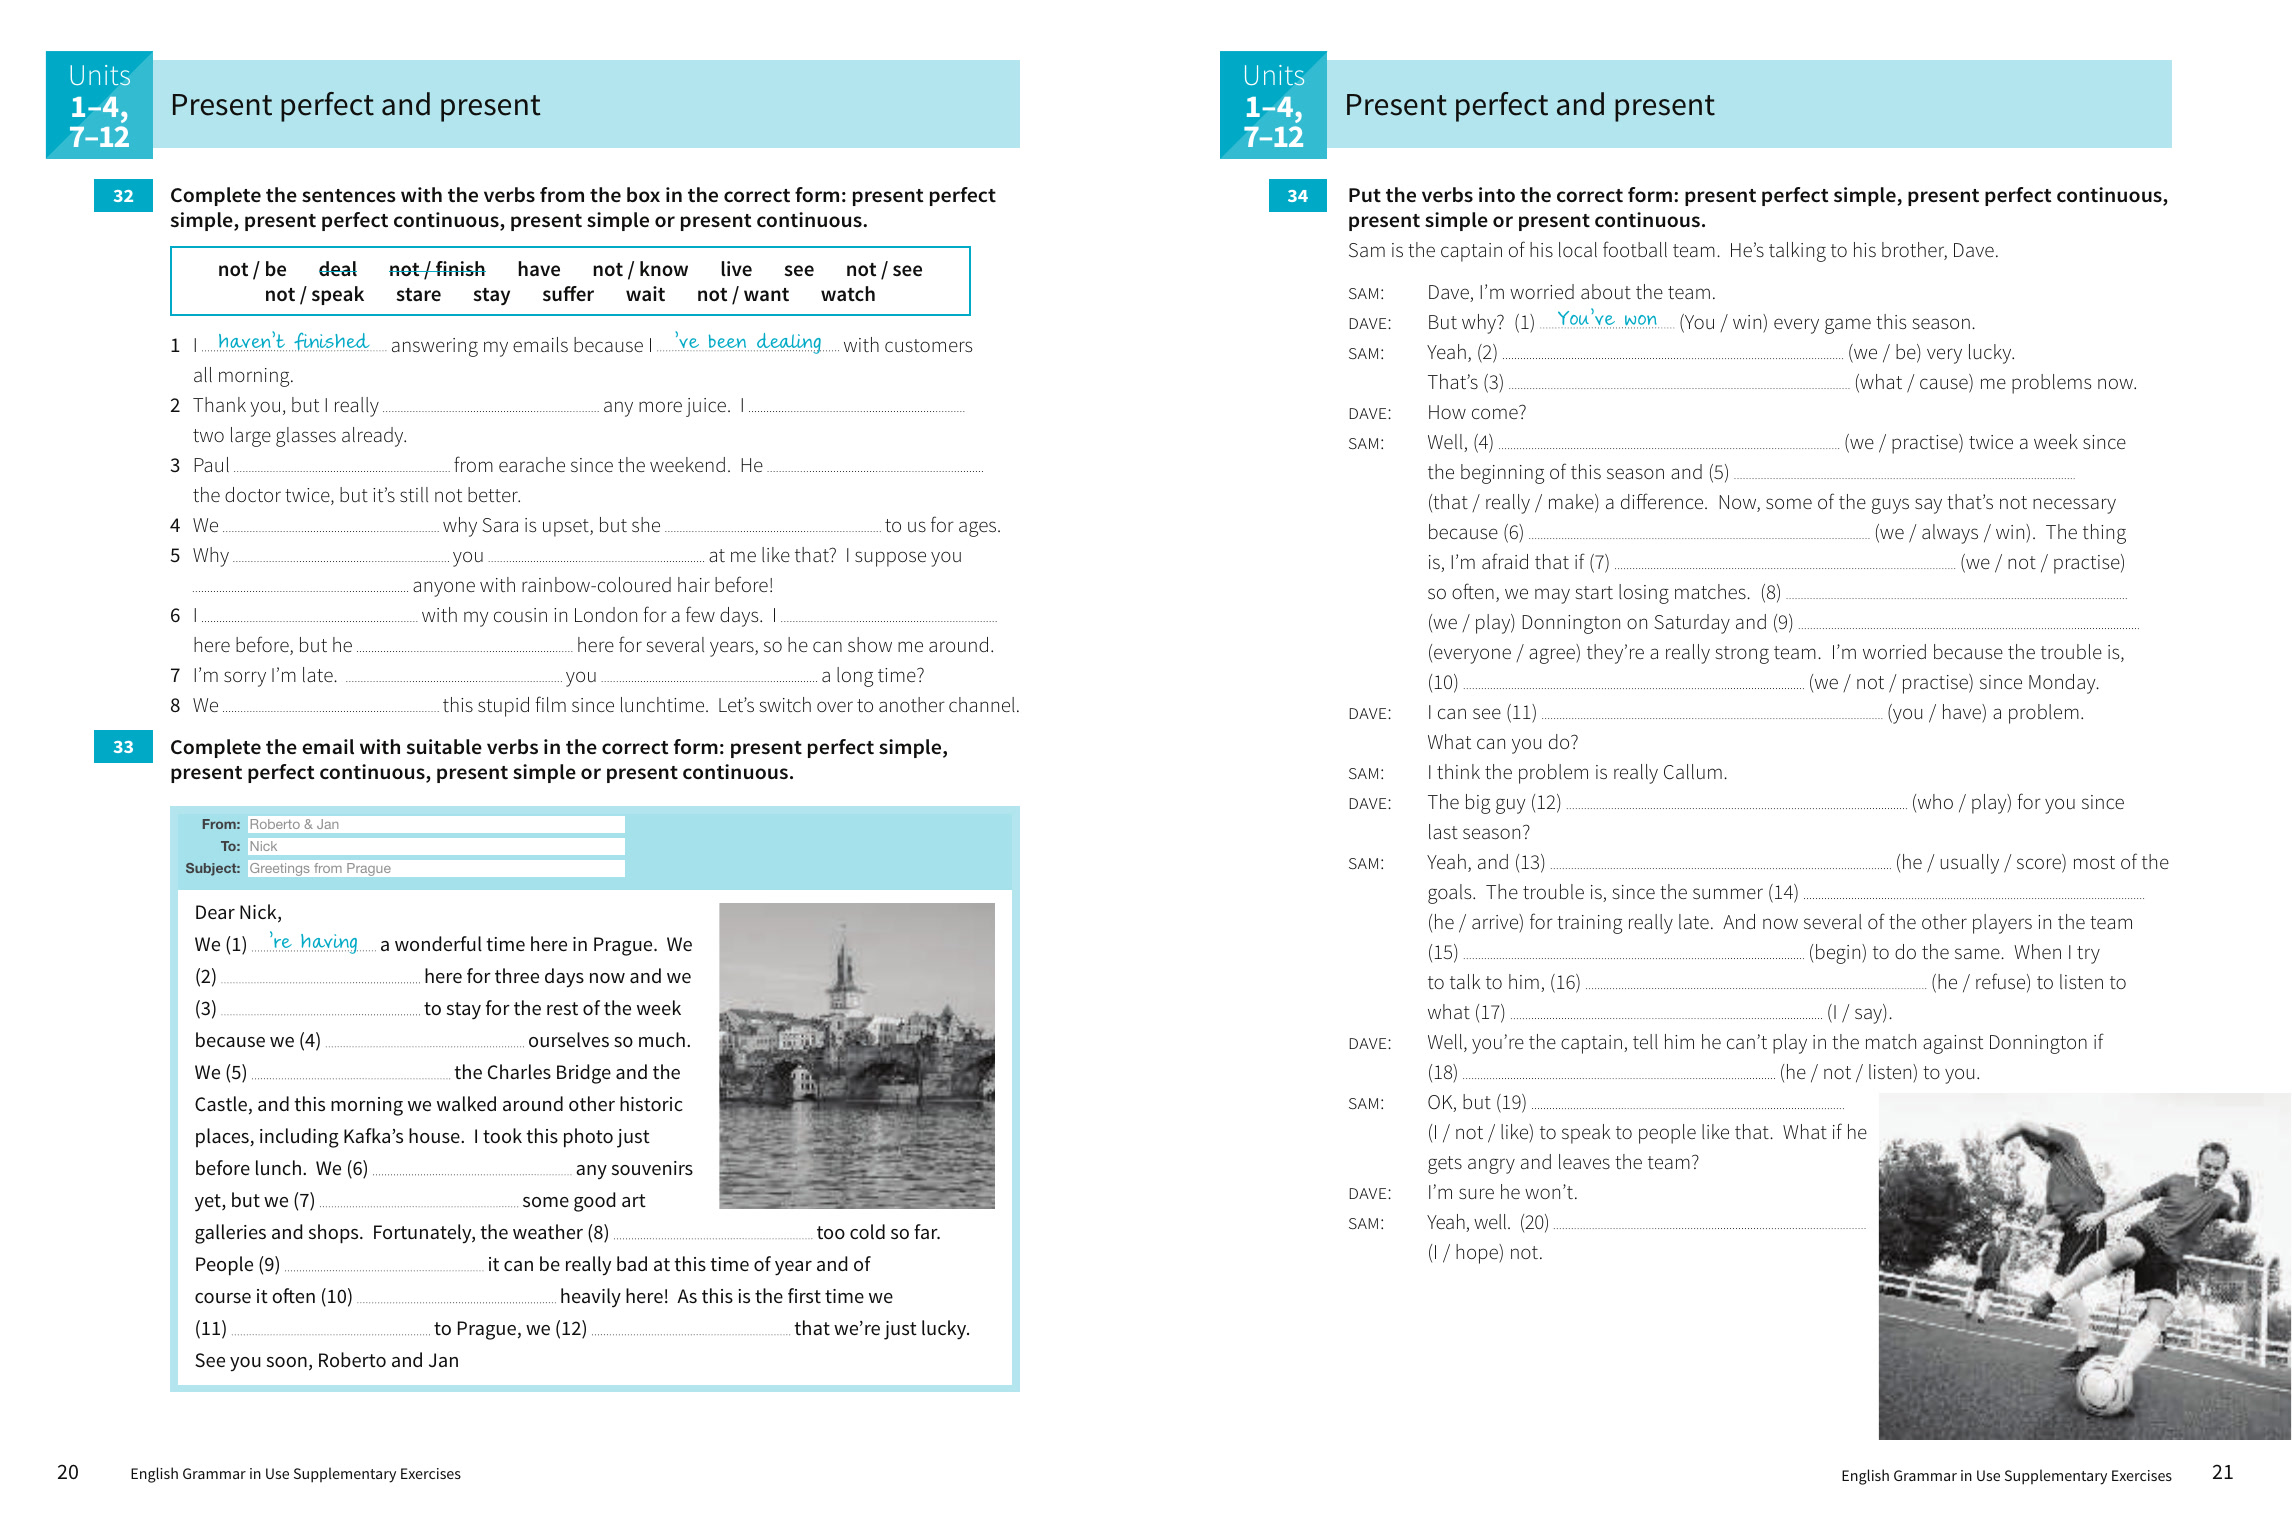 Units
1–4,
7–12
Present perfect and present
32 Complete the sentences with the verbs from the box in the correct form: present perfect
simple, present perfect continuous, present simple or present continuous.
not / be deal not / finish have not / know live see not / see
not / speak stare stay suffer wait not / want watch
1 I haven't finished answering my emails because I 've been dealing with customers
all morning.
2 Thank you, but I really any more juice. I
two large glasses already.
3 Paul from earache since the weekend. He
the doctor twice, but it's still not better.
4 We why Sara is upset, but she to us for ages.
5 Why you at me like that? I suppose you
anyone with rainbow-coloured hair before!
6 I with my cousin in London for a few days. I
here before, but he here for several years, so he can show me around.
7 I'm sorry I'm late. you a long time?
8 We this stupid film since lunchtime. Let's switch over to another channel.
33 Complete the email with suitable verbs in the correct form: present perfect simple,
present perfect continuous, present simple or present continuous.
From: Roberto & Jan
To: Nick
Subject: Greetings from Prague
Dear Nick,
We (1) 're having a wonderful time here in Prague. We
(2) here for three days now and we
(3) to stay for the rest of the week
because we (4) ourselves so much.
We (5) the Charles Bridge and the
Castle, and this morning we walked around other historic
places, including Kafka's house. I took this photo just
before lunch. We (6) any souvenirs
yet, but we (7) some good art
galleries and shops. Fortunately, the weather (8) too cold so far.
People (9) it can be really bad at this time of year and of
course it often (10) heavily here! As this is the first time we
(11) to Prague, we (12) that we're just lucky.
See you soon, Roberto and Jan
20 English Grammar in Use Supplementary Exercises
Units
1–4,
7–12
Present perfect and present
34 Put the verbs into the correct form: present perfect simple, present perfect continuous,
present simple or present continuous.
Sam is the captain of his local football team. He's talking to his brother, Dave.
SAM: Dave, I'm worried about the team.
DAVE: But why? (1) You've won (You / win) every game this season.
SAM: Yeah, (2) (we / be) very lucky.
That's (3) (what / cause) me problems now.
DAVE: How come?
SAM: Well, (4) (we / practise) twice a week since
the beginning of this season and (5)
(that / really / make) a difference. Now, some of the guys say that's not necessary
because (6) (we / always / win). The thing
is, I'm afraid that if (7) (we / not / practise)
so often, we may start losing matches. (8)
(we / play) Donnington on Saturday and (9)
(everyone / agree) they're a really strong team. I'm worried because the trouble is,
(10) (we / not / practise) since Monday.
DAVE: I can see (11) (you / have) a problem.
What can you do?
SAM: I think the problem is really Callum.
DAVE: The big guy (12) (who / play) for you since
last season?
SAM: Yeah, and (13) (he / usually / score) most of the
goals. The trouble is, since the summer (14)
(he / arrive) for training really late. And now several of the other players in the team
(15) (begin) to do the same. When I try
to talk to him, (16) (he / refuse) to listen to
what (17) (I / say).
DAVE: Well, you're the captain, tell him he can't play in the match against Donnington if
(18) (he / not / listen) to you.
SAM: OK, but (19)
(I / not / like) to speak to people like that. What if he
gets angry and leaves the team?
DAVE: I'm sure he won't.
SAM: Yeah, well. (20)
(I / hope) not.
English Grammar in Use Supplementary Exercises 21